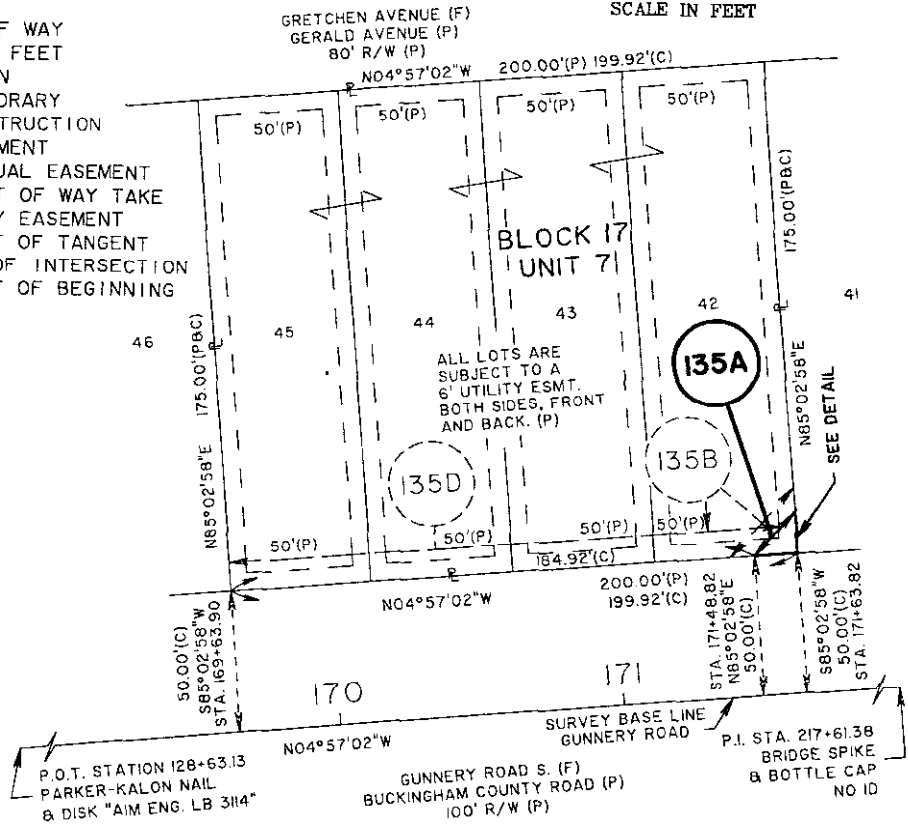 SCALE IN FEET
F WAY
FEET
N
ORARY
TRUCTION
MENT
UAL EASEMENT
T OF WAY TAKE
Y EASEMENT
T OF TANGENT
OF INTERSECTION
T OF BEGINNING
GRETCHEN AVENUE (F)
GERALD AVENUE (P)
80' R/W (P)
N04°57'02"W
200.00'(P) 199.92'(C)
50'(P)
50'(P)
50'(P)
50'(P)
175.00'(P&C)
175.00'(P&C)
BLOCK 17
UNIT 7
46
45
44
43
42
41
ALL LOTS ARE
SUBJECT TO A
6' UTILITY ESMT.
BOTH SIDES, FRONT
AND BACK. (P)
135A
135B
135D
N85°02'58"E
N85°02'58"E
SEE DETAIL
50'(P)
50'(P)
50'(P)
50'(P)
184.92'(C)
N04°57'02"W
200.00'(P)
199.92'(C)
50.00'(C)
S85°02'58"W
STA. 169+63.90
STA. 171+48.82
N85°02'58"E
50.00'(C)
S85°02'58"W
50.00'(C)
STA. 171+63.82
170
171
N04°57'02"W
SURVEY BASE LINE
GUNNERY ROAD
P.O.T. STATION 128+63.13
PARKER-KALON NAIL
& DISK "AIM ENG. LB 3114"
GUNNERY ROAD S. (F)
BUCKINGHAM COUNTY ROAD (P)
100' R/W (P)
P.I. STA. 217+61.38
BRIDGE SPIKE
& BOTTLE CAP
NO ID